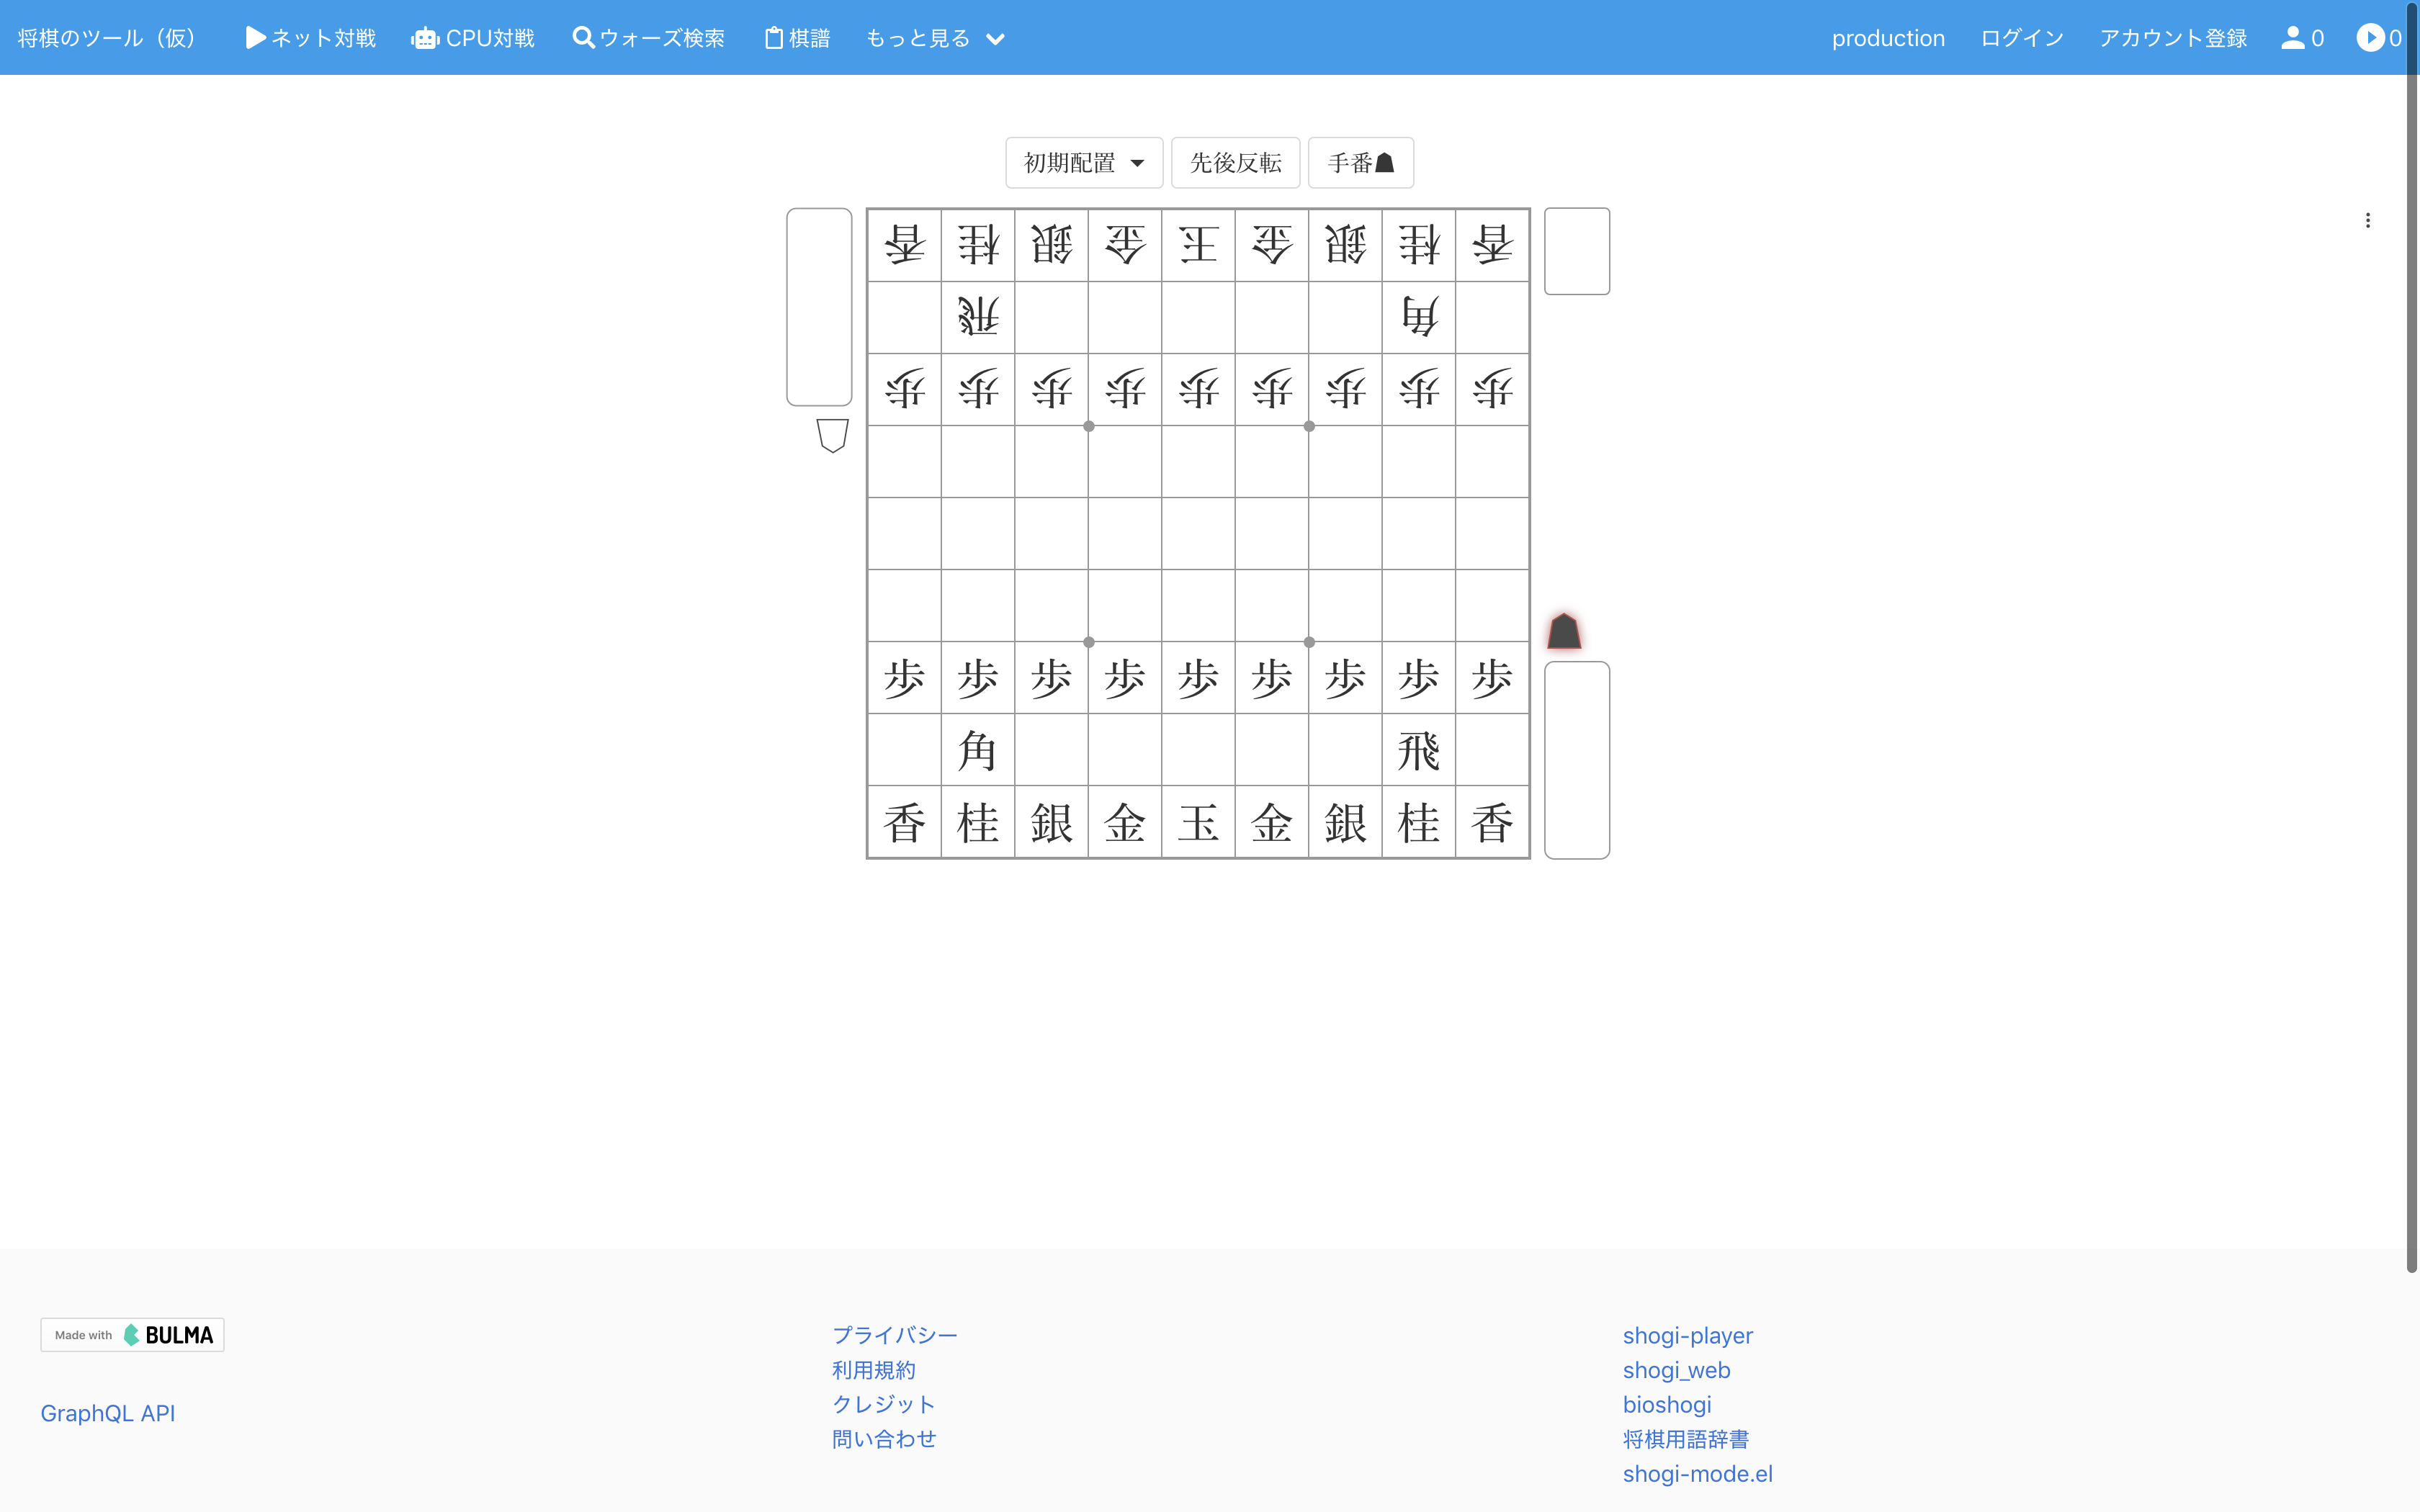 将棋のツール（仮） ネット対戦 CPU対戦 ウォーズ検索 棋譜 もっと見る production ログイン アカウント登録 0 0
初期配置 先後反転 手番
香 桂 銀 金 王 金 銀 桂 香
飛 角
歩 歩 歩 歩 歩 歩 歩 歩 歩
歩 歩 歩 歩 歩 歩 歩 歩 歩
角 飛
香 桂 銀 金 玉 金 銀 桂 香
Made with BULMA
GraphQL API
プライバシー
利用規約
クレジット
問い合わせ
shogi-player
shogi_web
bioshogi
将棋用語辞書
shogi-mode.el